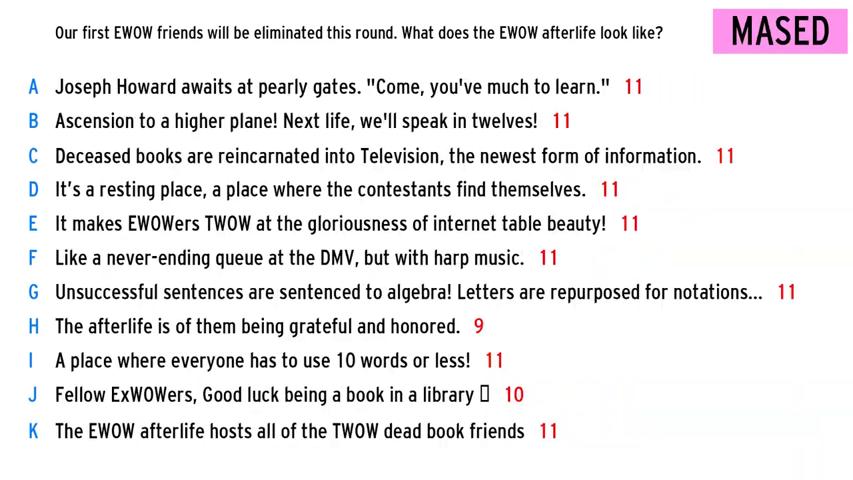 Our first EWOW friends will be eliminated this round. What does the EWOW afterlife look like?
MASED
A Joseph Howard awaits at pearly gates. "Come, you've much to learn." 11
B Ascension to a higher plane! Next life, we'll speak in twelves! 11
C Deceased books are reincarnated into Television, the newest form of information. 11
D It's a resting place, a place where the contestants find themselves. 11
E It makes EWOWers TWOW at the gloriousness of internet table beauty! 11
F Like a never-ending queue at the DMV, but with harp music. 11
G Unsuccessful sentences are sentenced to algebra! Letters are repurposed for notations... 11
H The afterlife is of them being grateful and honored. 9
I A place where everyone has to use 10 words or less! 11
J Fellow ExWOWers, Good luck being a book in a library ▯ 10
K The EWOW afterlife hosts all of the TWOW dead book friends 11